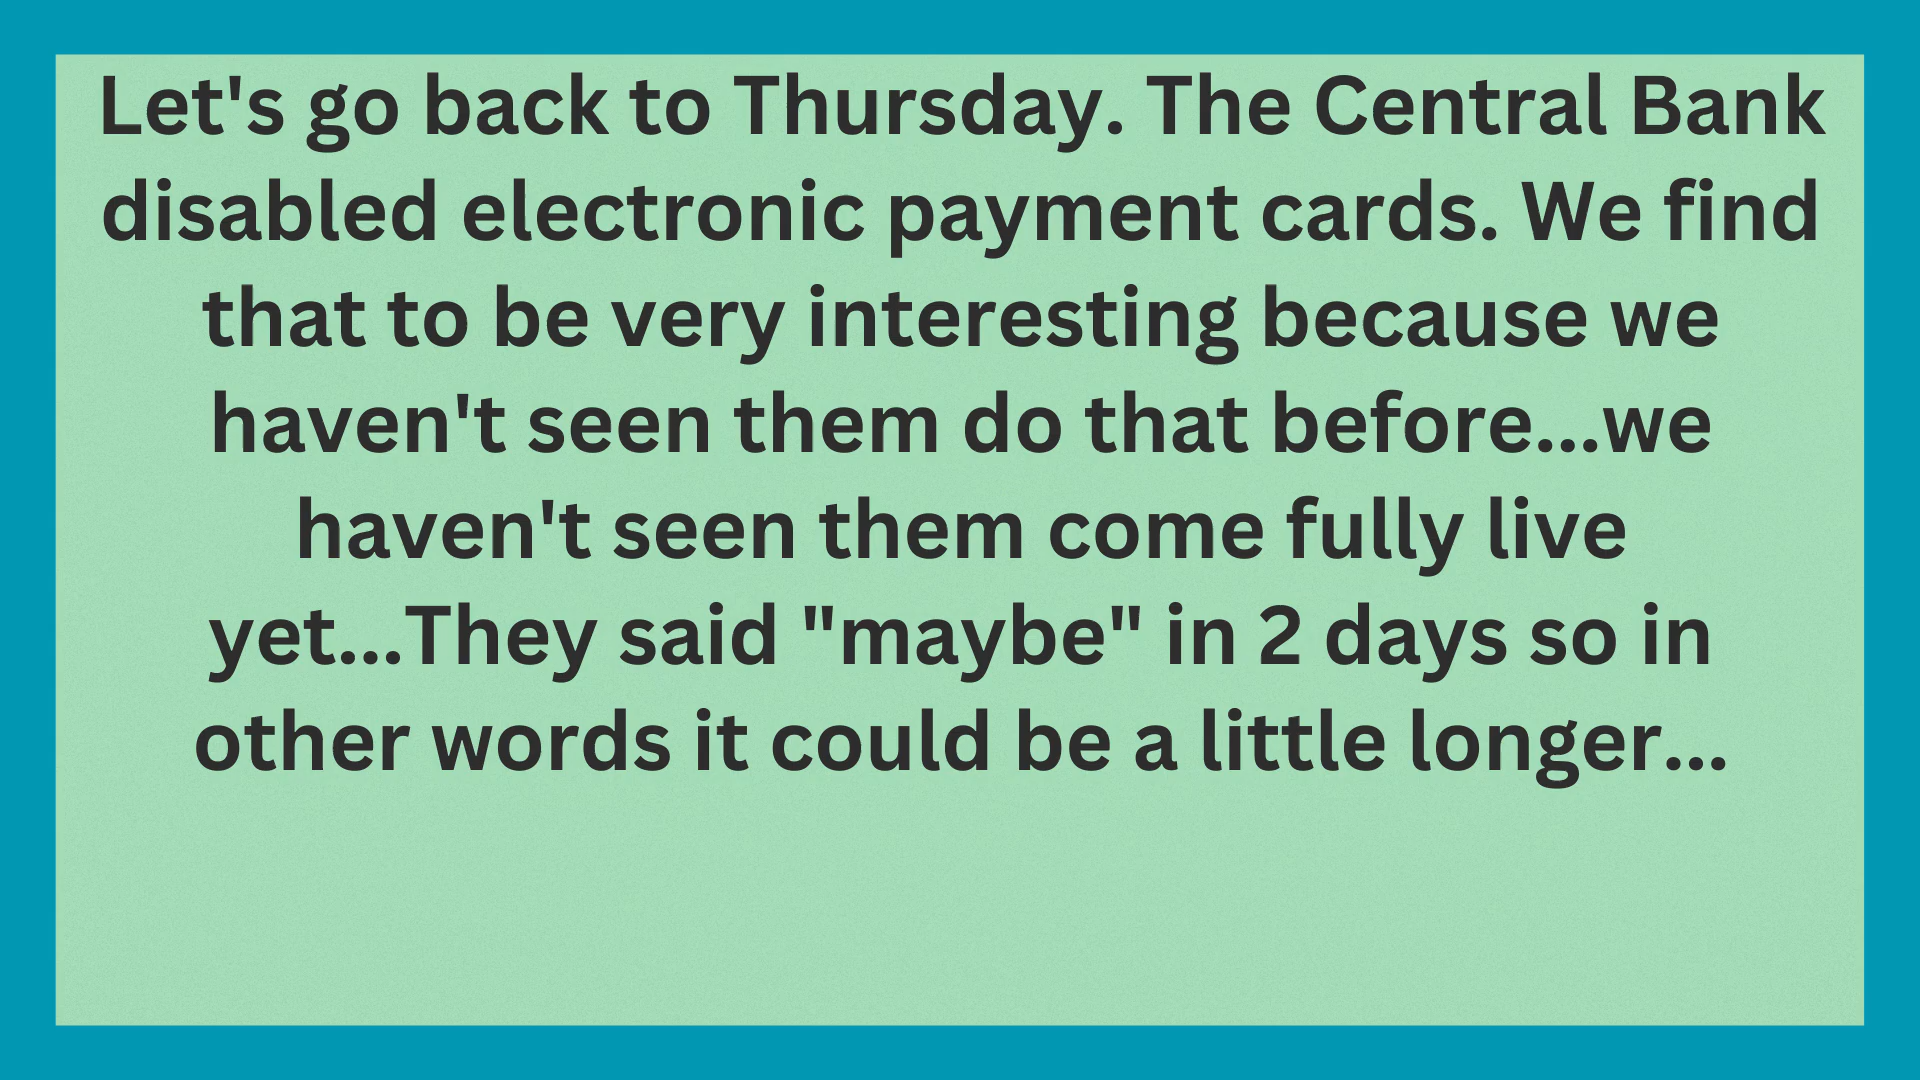 Let's go back to Thursday. The Central Bank
disabled electronic payment cards. We find
that to be very interesting because we
haven't seen them do that before...we
haven't seen them come fully live
yet...They said "maybe" in 2 days so in
other words it could be a little longer...